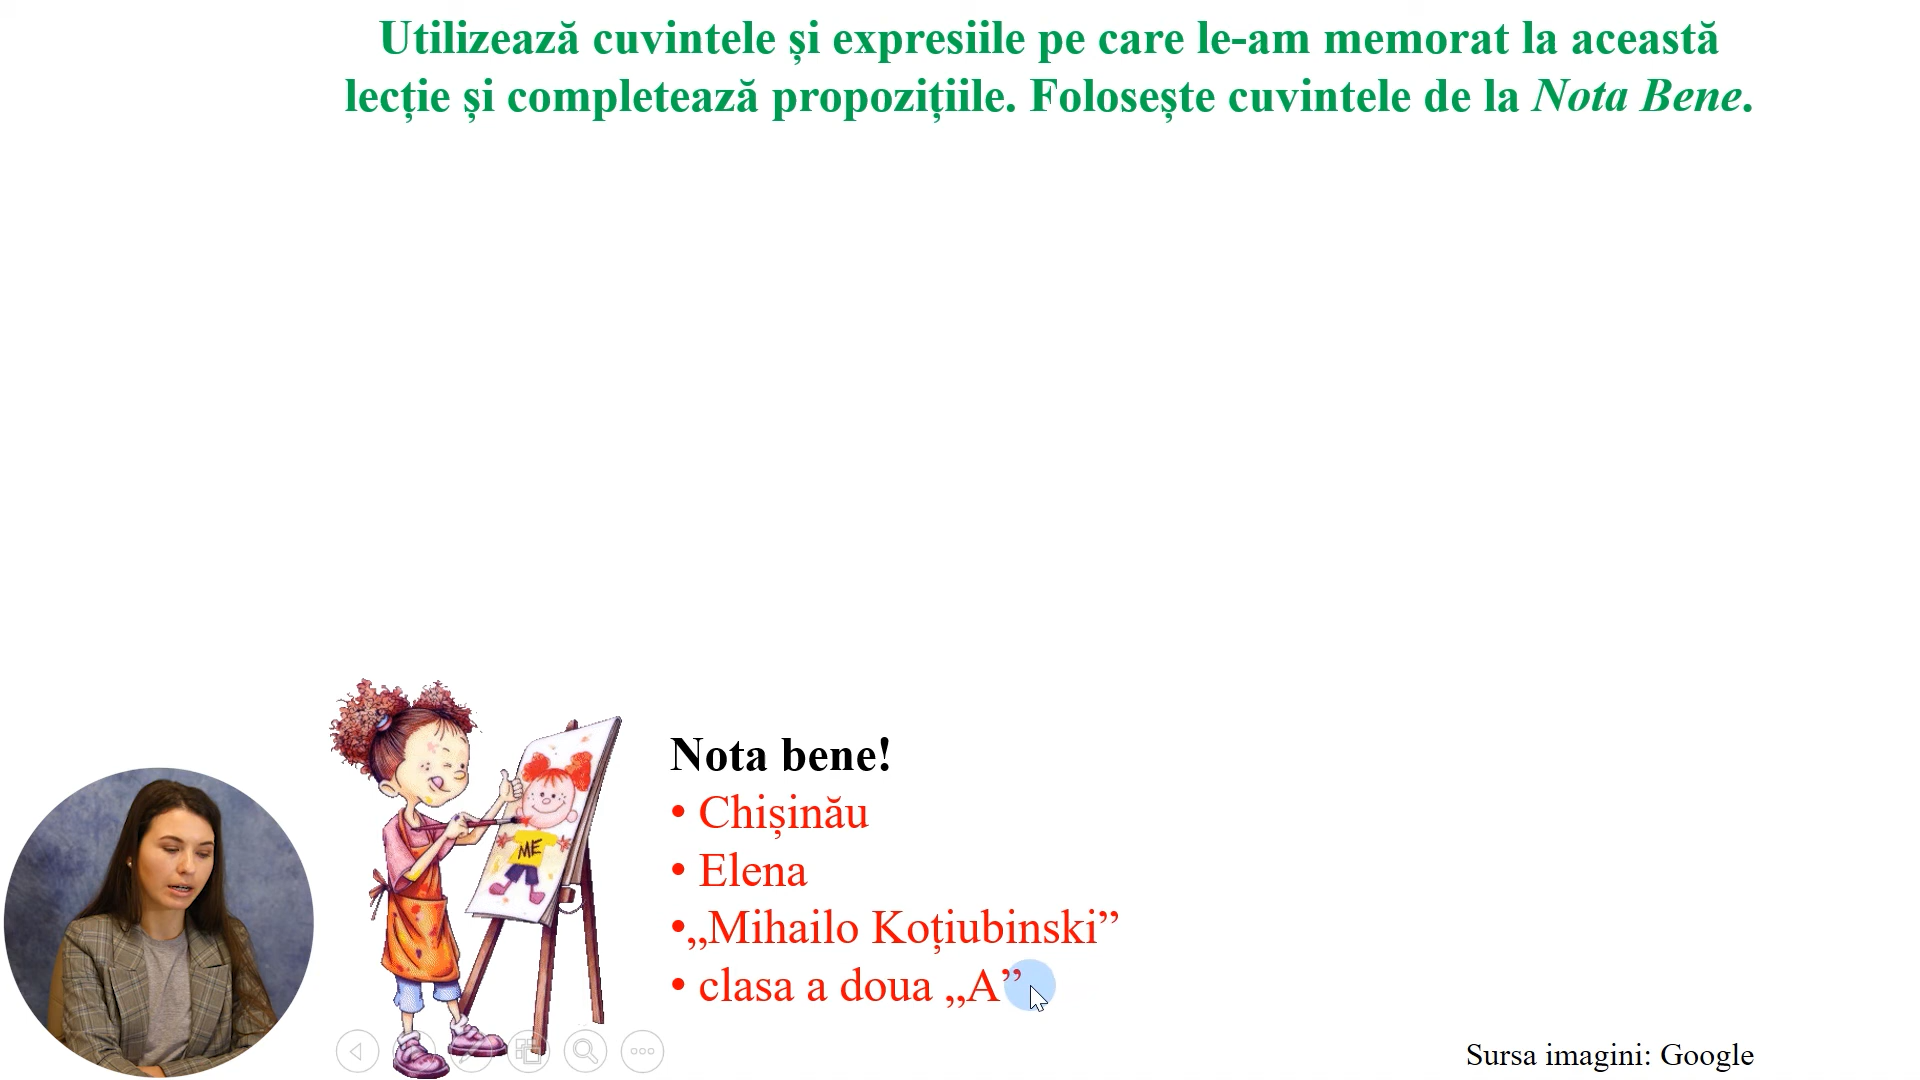 Utilizează cuvintele și expresiile pe care le-am memorat la această
lecție și completează propozițiile. Folosește cuvintele de la Nota Bene.
ME
Nota bene!
• Chișinău
• Elena
•„Mihailo Koțiubinski”
• clasa a doua „A”
Sursa imagini: Google